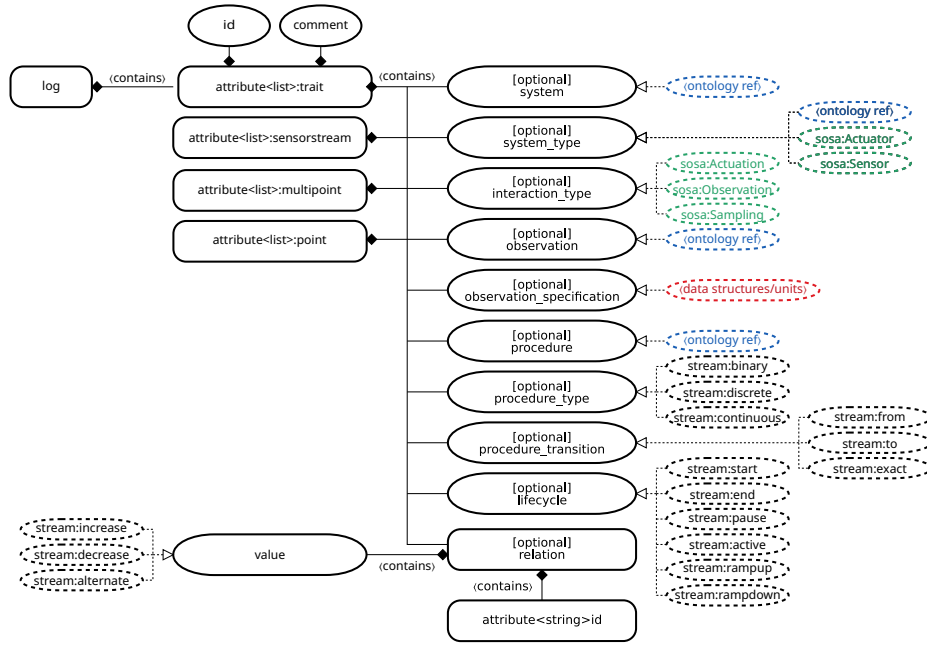 id
comment
log
⟨contains⟩
attribute<list>:trait
⟨contains⟩
[optional]
system
⟨ontology ref⟩
attribute<list>:sensorstream
[optional]
system_type
⟨ontology ref⟩
sosa:Actuator
sosa:Sensor
attribute<list>:multipoint
[optional]
interaction_type
sosa:Actuation
sosa:Observation
sosa:Sampling
attribute<list>:point
[optional]
observation
⟨ontology ref⟩
[optional]
observation_specification
⟨data structures/units⟩
[optional]
procedure
⟨ontology ref⟩
[optional]
procedure_type
stream:binary
stream:discrete
stream:continuous
[optional]
procedure_transition
stream:from
stream:to
stream:exact
[optional]
lifecycle
stream:start
stream:end
stream:pause
stream:active
stream:rampup
stream:rampdown
stream:increase
stream:decrease
stream:alternate
value
⟨contains⟩
[optional]
relation
⟨contains⟩
attribute<string>id